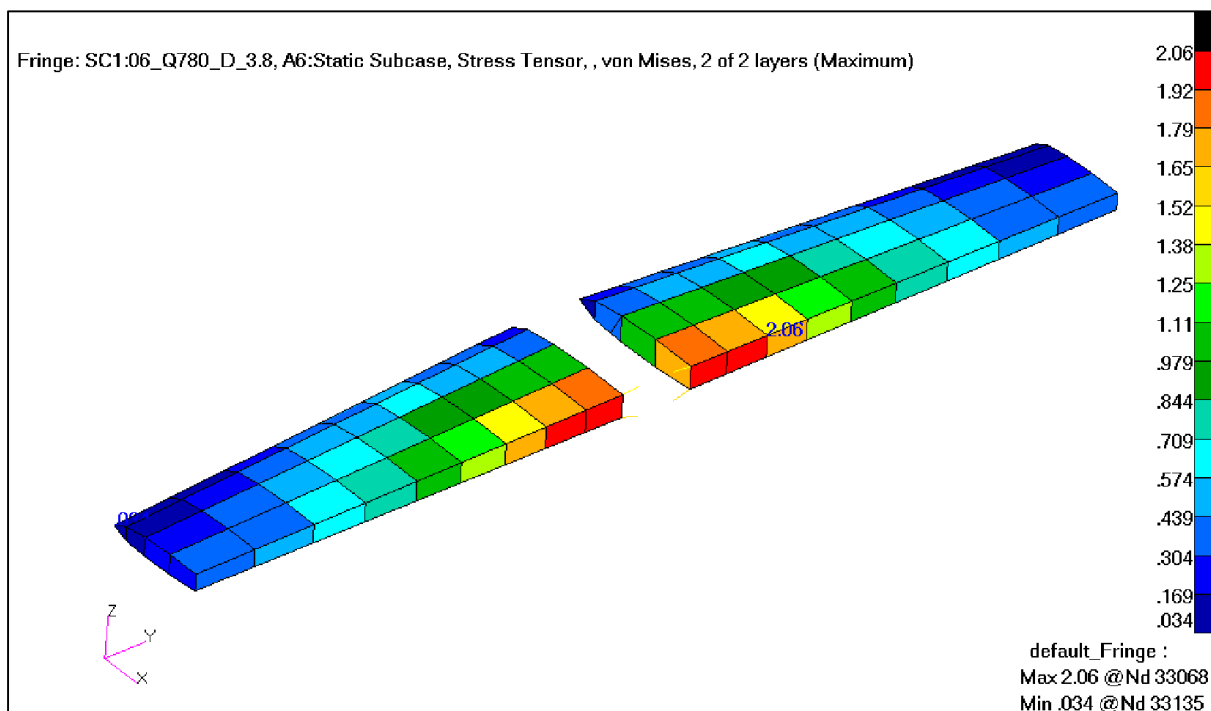 Fringe: SC1:06_Q780_D_3.8, A6:Static Subcase, Stress Tensor, , von Mises, 2 of 2 layers (Maximum)
2.06
1.92
1.79
1.65
1.52
1.38
1.25
1.11
.979
.844
.709
.574
.439
.304
.169
.034
2.06
Z
Y
X
default_Fringe :
Max 2.06 @Nd 33068
Min .034 @Nd 33135